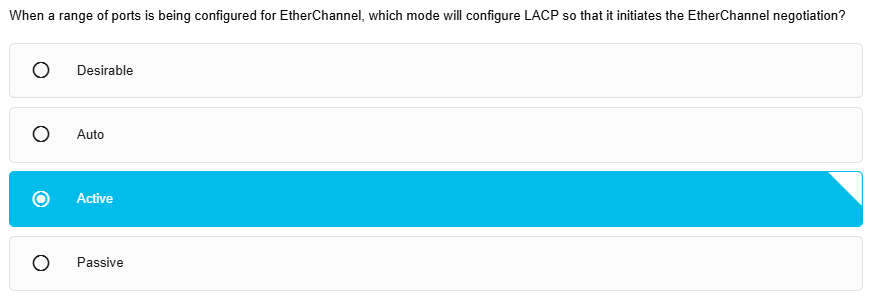 When a range of ports is being configured for EtherChannel, which mode will configure LACP so that it initiates the EtherChannel negotiation?
Desirable
Auto
Active
Passive